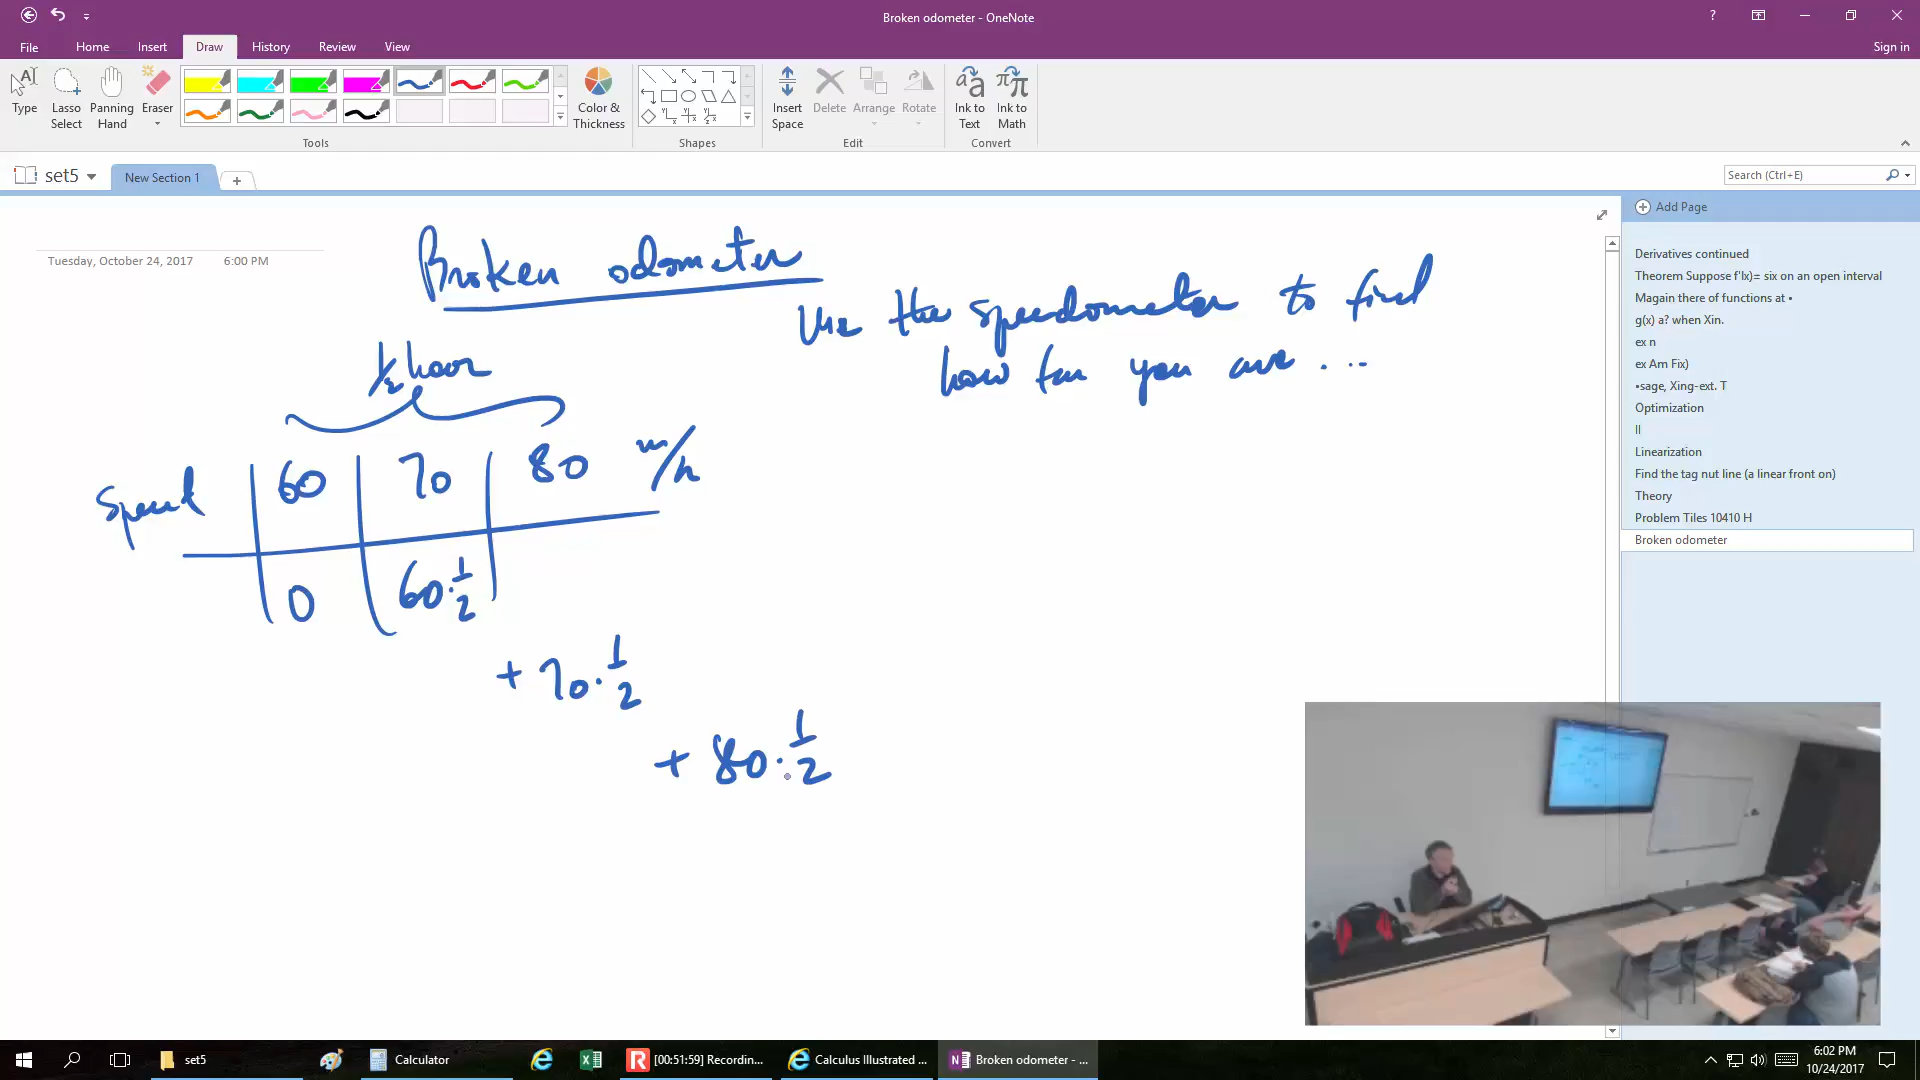 Broken odometer - OneNote
?
File Home Insert Draw History Review View Sign in
Type Lasso Select Panning Hand Eraser Color & Thickness Insert Space Delete Arrange Rotate Ink to Text Ink to Math
Tools Shapes Edit Convert
set5 New Section 1 Search (Ctrl+E)
Add Page
Tuesday, October 24, 2017 6:00 PM
Broken odometer
Use the speedometer to find
how far you are . ..
1/2 hour
Speed 60 70 80 m/h
0 60·1/2
+ 70·1/2
+ 80·1/2
Derivatives continued
Theorem Suppose f'lx)= six on an open interval
Magain there of functions at •
g(x) a? when Xin.
ex n
ex Am Fix)
•sage, Xing-ext. T
Optimization
II
Linearization
Find the tag nut line (a linear front on)
Theory
Problem Tiles 10410 H
Broken odometer
set5 Calculator [00:51:59] Recordin... Calculus Illustrated ... Broken odometer - ... 6:02 PM
10/24/2017